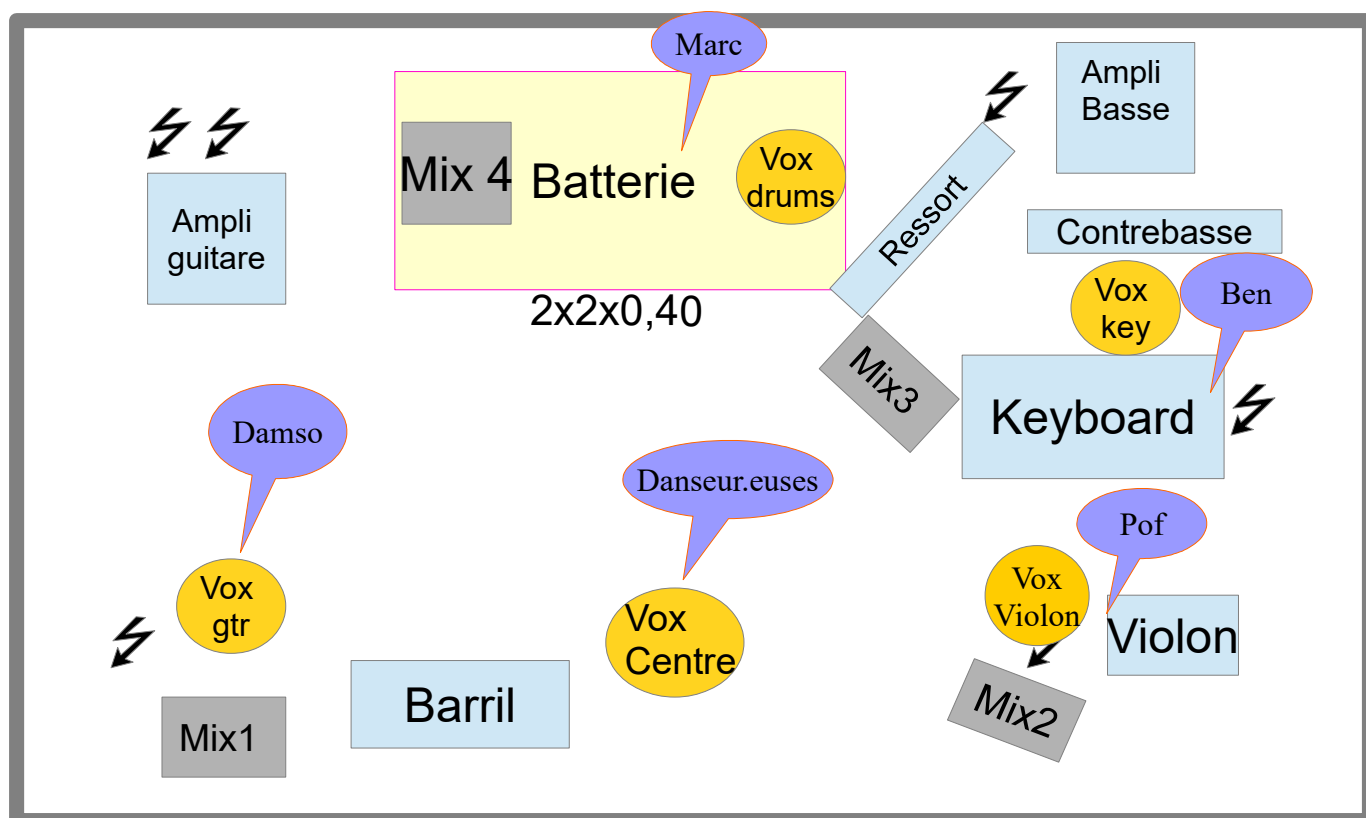 Marc
Ampli
Basse
Mix 4
Batterie
Vox
drums
Ampli
guitare
Ressort
Contrebasse
2x2x0,40
Vox
key
Ben
Mix3
Keyboard
Damso
Danseur.euses
Pof
Vox
gtr
Vox
Centre
Vox
Violon
Violon
Barril
Mix1
Mix2